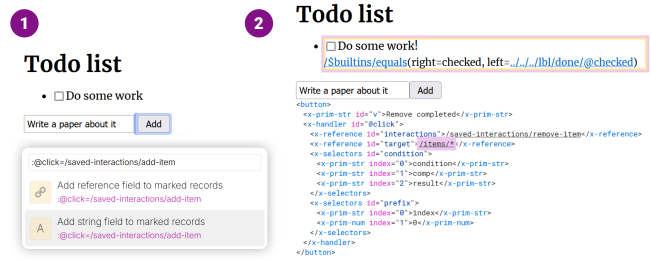 1
Todo list
Do some work
Write a paper about it Add
:@click=/saved-interactions/add-item
Add reference field to marked records
:@click=/saved-interactions/add-item
A
Add string field to marked records
:@click=/saved-interactions/add-item
2
Todo list
Do some work!
/$builtins/equals(right=checked, left=../../../lbl/done/@checked)
Write a paper about it Add
<button>
<x-prim-str id="v">Remove completed</x-prim-str>
<x-handler id="@click">
<x-reference id="interactions">/saved-interactions/remove-item</x-reference>
<x-reference id="target">/items/*</x-reference>
<x-selectors id="condition">
<x-prim-str index="0">condition</x-prim-str>
<x-prim-str index="1">comp</x-prim-str>
<x-prim-str index="2">result</x-prim-str>
</x-selectors>
<x-selectors id="prefix">
<x-prim-str index="0">index</x-prim-str>
<x-prim-num index="1">0</x-prim-num>
</x-selectors>
</x-handler>
</button>